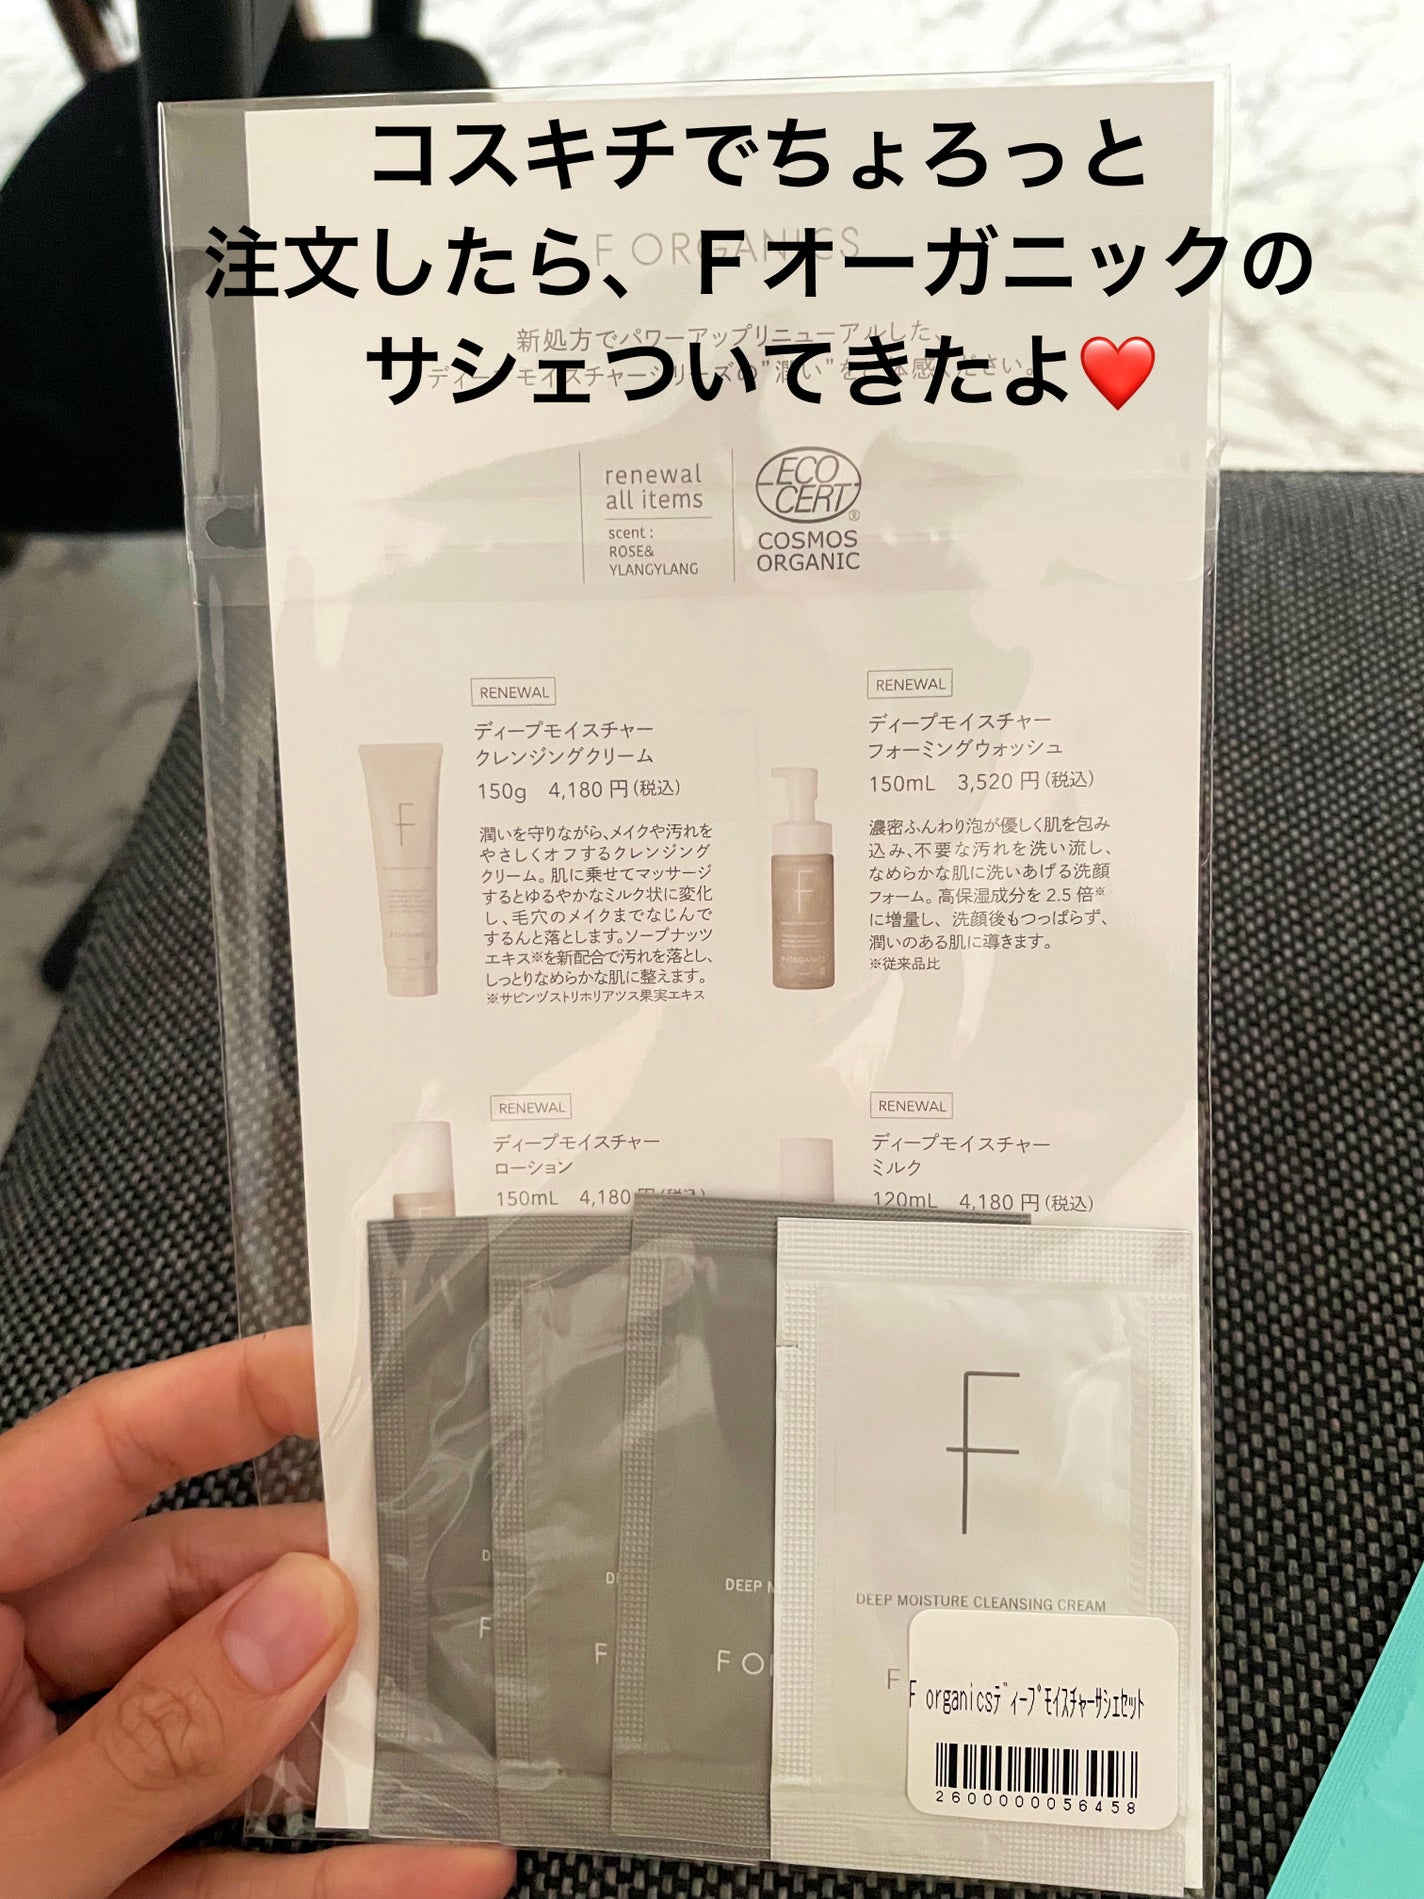 コスキチでちょろっと
注文したら、Fオーガニックの
サシェついてきたよ❤️
F ORGANICS
新処方でパワーアップリニューアルした、
renewal
all items
scent :
ROSE&
YLANGYLANG
ECO
CERT
®
COSMOS
ORGANIC
RENEWAL
ディープモイスチャー
クレンジングクリーム
150g 4,180 円(税込)
潤いを守りながら、メイクや汚れを
やさしくオフするクレンジング
クリーム。肌に乗せてマッサージ
するとゆるやかなミルク状に変化
し、毛穴のメイクまでなじんで
するんと落とします。ソープナッツ
エキス※を新配合で汚れを落とし、
しっとりなめらかな肌に整えます。
※サピンヅストリホリアツス果実エキス
RENEWAL
ディープモイスチャー
フォーミングウォッシュ
150mL 3,520 円(税込)
濃密ふんわり泡が優しく肌を包み
込み、不要な汚れを洗い流し、
なめらかな肌に洗いあげる洗顔
フォーム。高保湿成分を 2.5 倍※
に増量し、洗顔後もつっぱらず、
潤いのある肌に導きます。
※従来品比
RENEWAL
ディープモイスチャー
ローション
150mL 4,180 円(税込)
RENEWAL
ディープモイスチャー
ミルク
120mL 4,180 円(税込)
F
DEEP MOISTURE CLEANSING CREAM
DEEP
F
F
F
F organicsﾃﾞｨｰﾌﾟﾓｲｽﾁｬｰｻｼｪｾｯﾄ
2600000056458